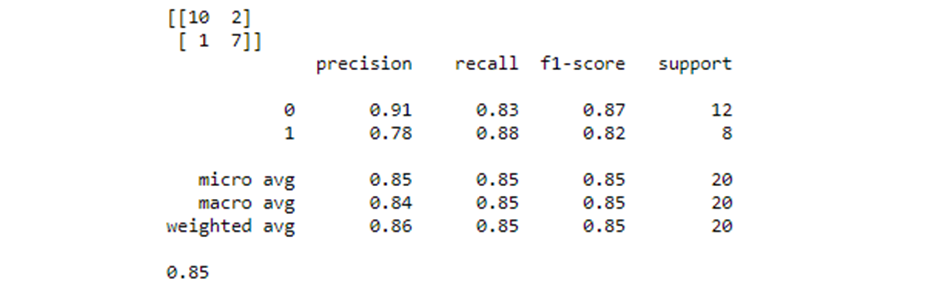 [[10  2]
 [ 1  7]]
              precision    recall  f1-score   support

           0       0.91      0.83      0.87        12
           1       0.78      0.88      0.82         8

   micro avg       0.85      0.85      0.85        20
   macro avg       0.84      0.85      0.85        20
weighted avg       0.86      0.85      0.85        20

0.85